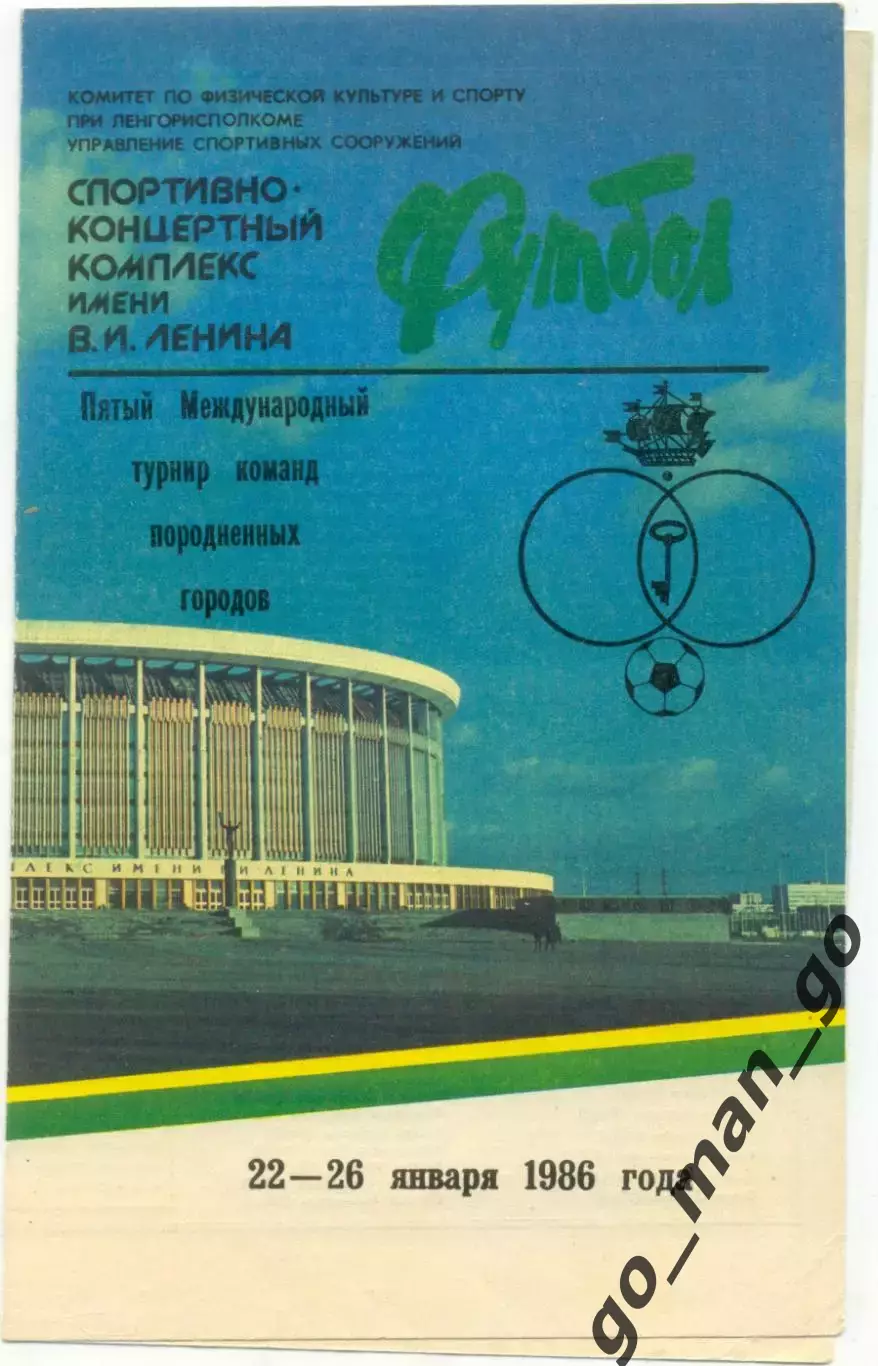 КОМИТЕТ ПО ФИЗИЧЕСКОЙ КУЛЬТУРЕ И СПОРТУ
ПРИ ЛЕНГОРИСПОЛКОМЕ
УПРАВЛЕНИЕ СПОРТИВНЫХ СООРУЖЕНИЙ
СПОРТИВНО-
КОНЦЕРТНЫЙ
КОМПЛЕКС
ИМЕНИ
В.И. ЛЕНИНА
Футбол
Пятый Международный
турнир команд
породненных
городов
ЛЕКС ИМЕНИ В И ЛЕНИНА
22—26 января 1986 года
go_man_go